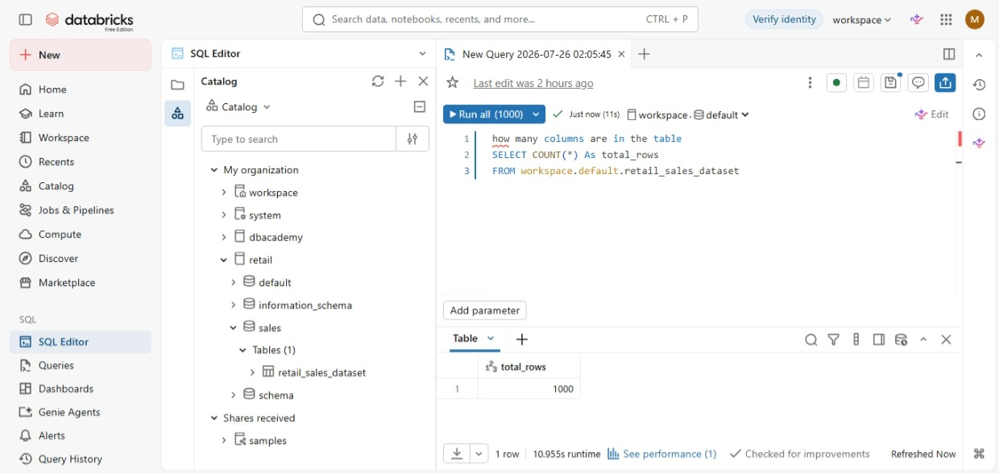 databricks
Free Edition
Search data, notebooks, recents, and more...
CTRL + P
Verify identity
workspace
M
New
Home
Learn
Workspace
Recents
Catalog
Jobs & Pipelines
Compute
Discover
Marketplace
SQL
SQL Editor
Queries
Dashboards
Genie Agents
Alerts
Query History
SQL Editor
Catalog
Catalog
Type to search
My organization
workspace
system
dbacademy
retail
default
information_schema
sales
Tables (1)
retail_sales_dataset
schema
Shares received
samples
New Query 2026-07-26 02:05:45
Last edit was 2 hours ago
Run all (1000)
Just now (11s)
workspace.default
Edit
1 how many columns are in the table
2 SELECT COUNT(*) As total_rows
3 FROM workspace.default.retail_sales_dataset
Add parameter
Table
123 total_rows
1 1000
1 row
10.955s runtime
See performance (1)
Checked for improvements
Refreshed Now